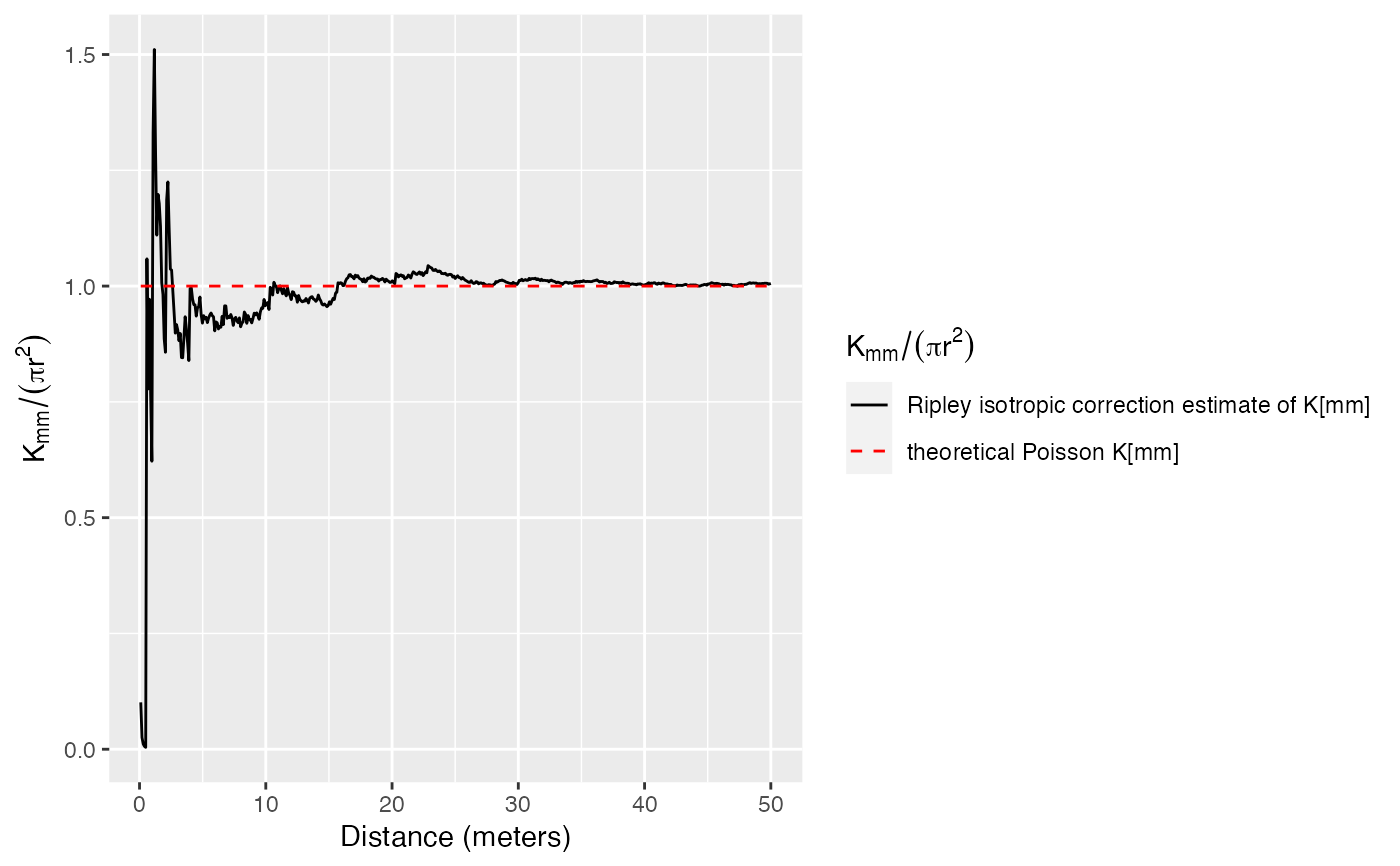 1.5
1.0
0.5
0.0
Kmm/(πr²)
0 10 20 30 40 50
Distance (meters)
Kmm/(πr²)
Ripley isotropic correction estimate of K[mm]
theoretical Poisson K[mm]